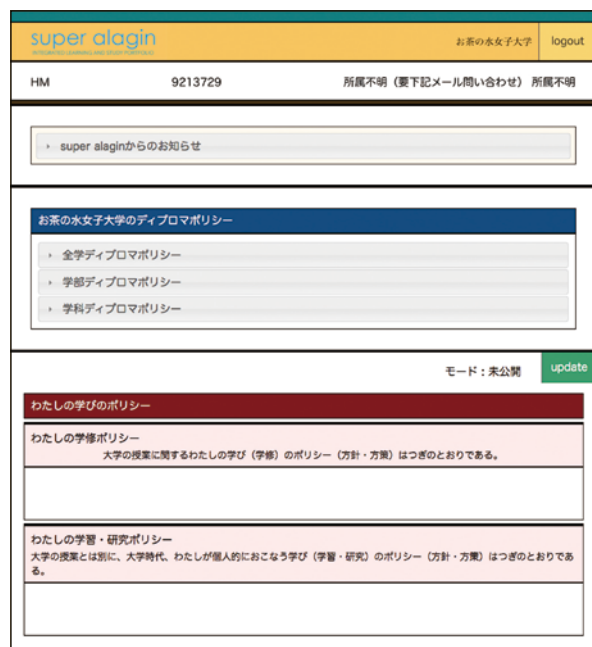 super alagin
INTEGRATED LEARNING AND STUDY PORTFOLIO
お茶の水女子大学 logout
HM 9213729 所属不明（要下記メール問い合わせ） 所属不明
super alaginからのお知らせ
お茶の水女子大学のディプロマポリシー
全学ディプロマポリシー
学部ディプロマポリシー
学科ディプロマポリシー
モード：未公開 update
わたしの学びのポリシー
わたしの学修ポリシー
大学の授業に関するわたしの学び（学修）のポリシー（方針・方策）はつぎのとおりである。
わたしの学習・研究ポリシー
大学の授業とは別に、大学時代、わたしが個人的におこなう学び（学習・研究）のポリシー（方針・方策）はつぎのとおりであ
る。